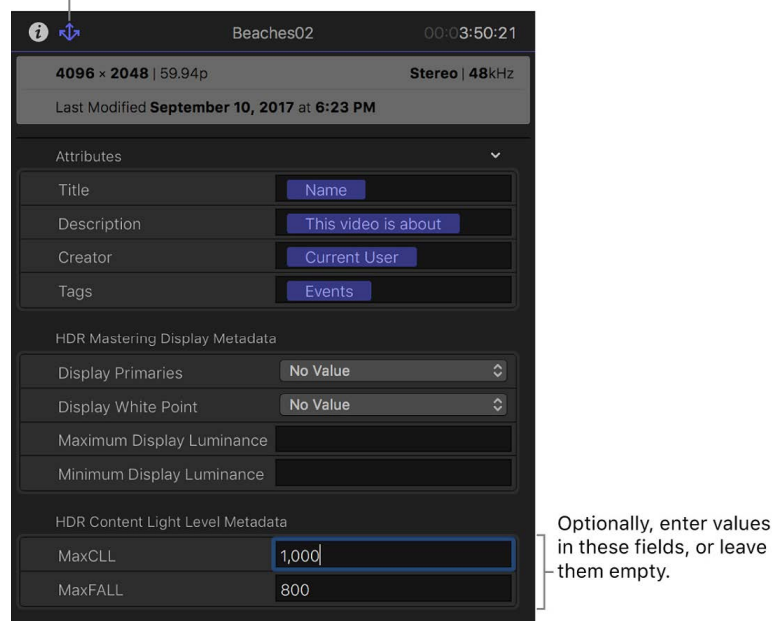 Beaches02 00:03:50:21
4096 × 2048 | 59.94p Stereo | 48kHz
Last Modified September 10, 2017 at 6:23 PM
Attributes
Title Name
Description This video is about
Creator Current User
Tags Events
HDR Mastering Display Metadata
Display Primaries No Value
Display White Point No Value
Maximum Display Luminance
Minimum Display Luminance
HDR Content Light Level Metadata
MaxCLL 1,000
MaxFALL 800
Optionally, enter values
in these fields, or leave
them empty.